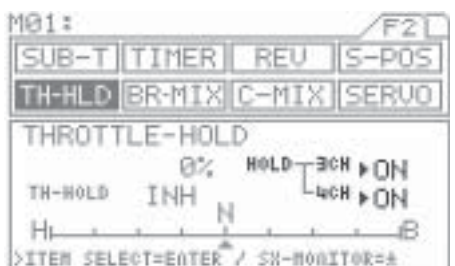 M01:
F2
SUB-T TIMER REV S-POS
TH-HLD BR-MIX C-MIX SERVO
THROTTLE-HOLD
0% HOLD 3CH ▶ON
TH-HOLD INH 4CH ▶ON
N
H B
>ITEM SELECT=ENTER / SX-MONITOR=±